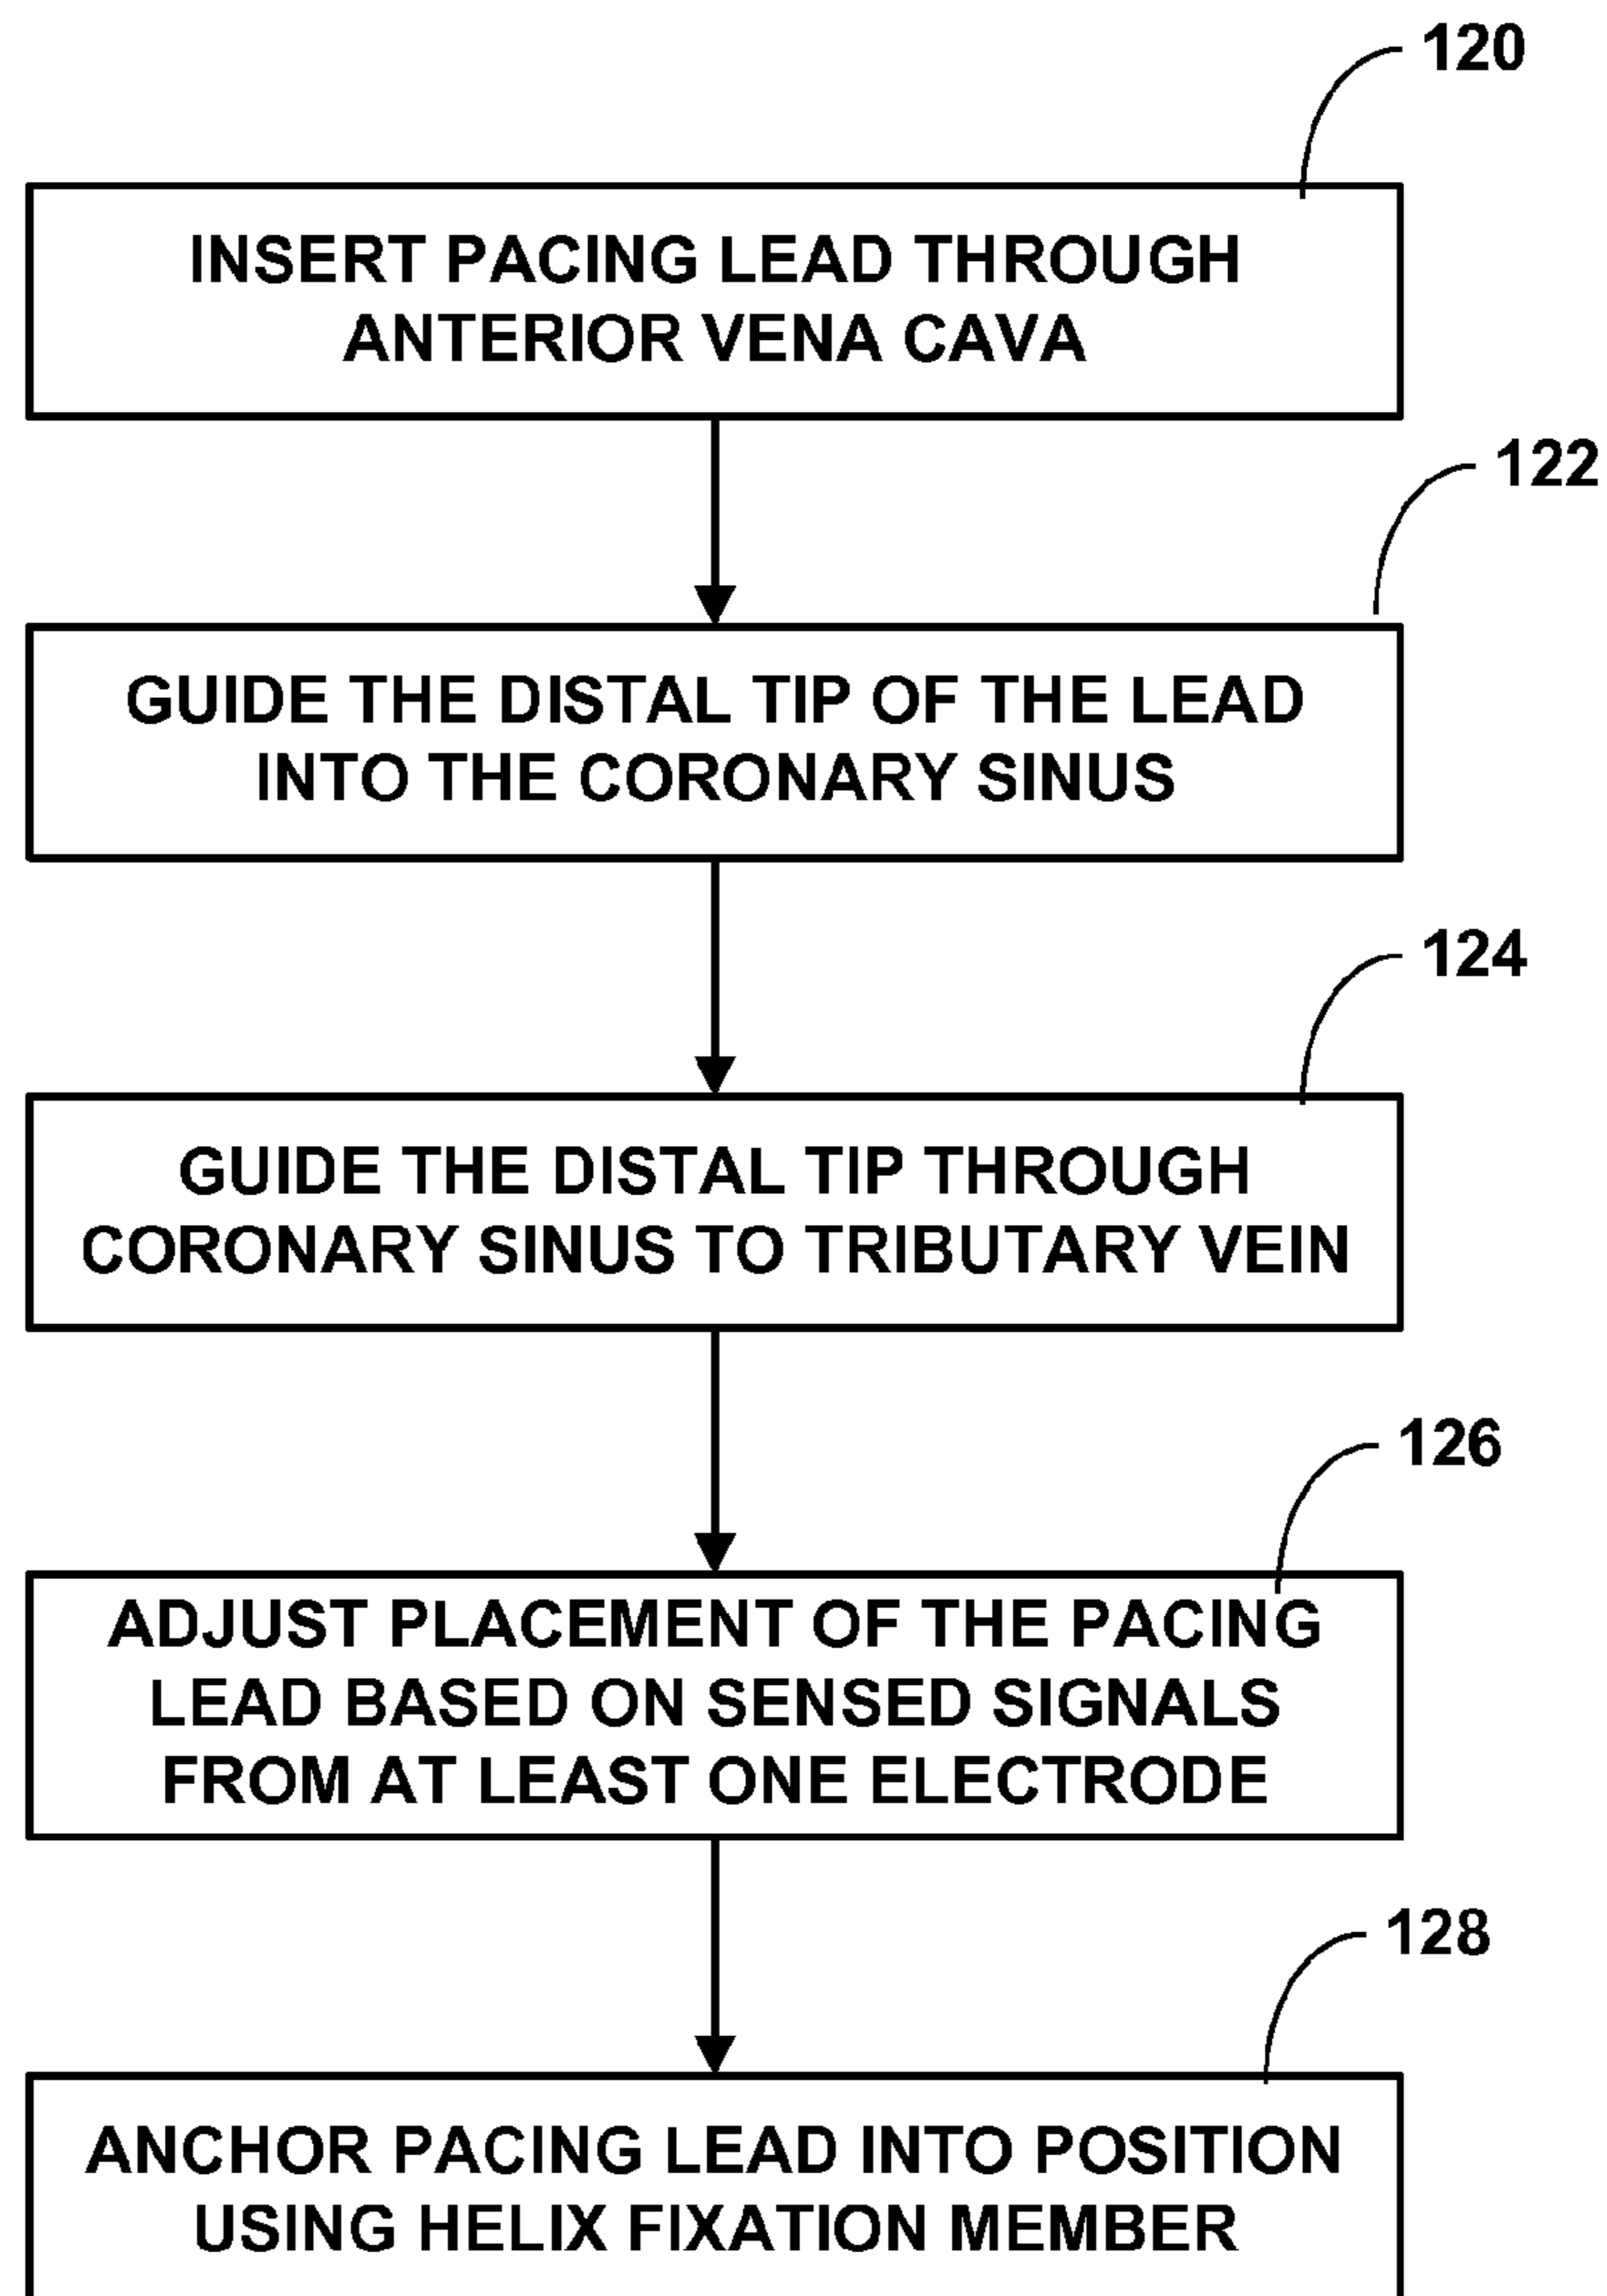 120
INSERT PACING LEAD THROUGH
ANTERIOR VENA CAVA
122
GUIDE THE DISTAL TIP OF THE LEAD
INTO THE CORONARY SINUS
124
GUIDE THE DISTAL TIP THROUGH
CORONARY SINUS TO TRIBUTARY VEIN
126
ADJUST PLACEMENT OF THE PACING
LEAD BASED ON SENSED SIGNALS
FROM AT LEAST ONE ELECTRODE
128
ANCHOR PACING LEAD INTO POSITION
USING HELIX FIXATION MEMBER